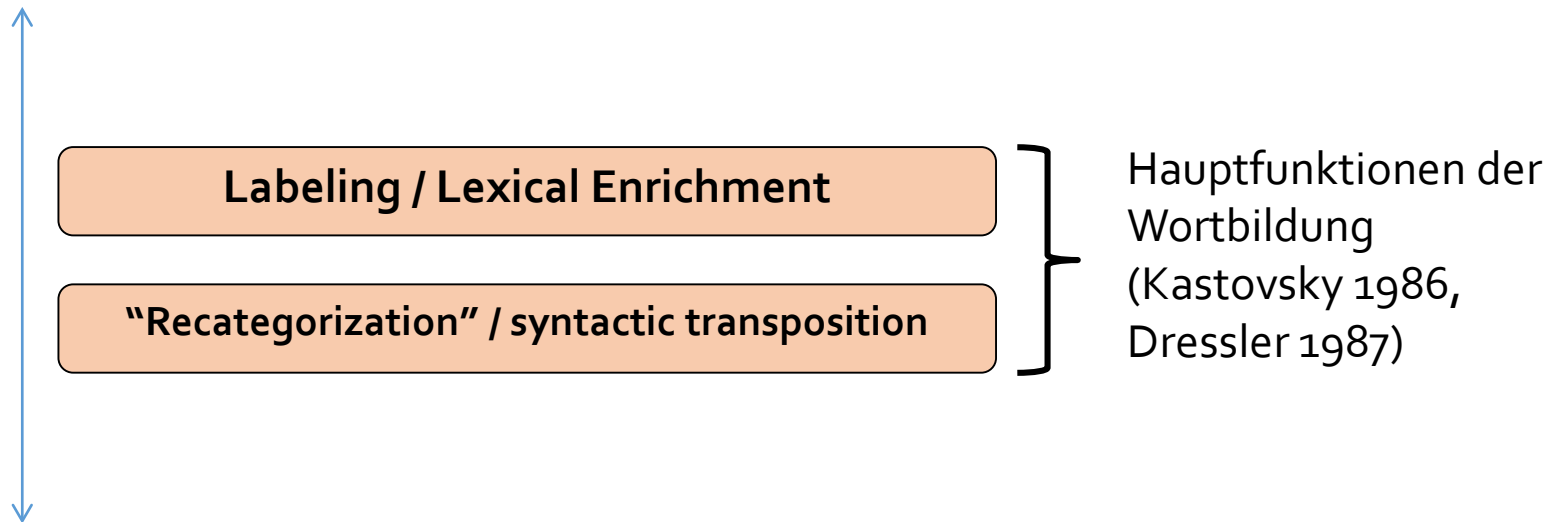 Labeling / Lexical Enrichment
“Recategorization” / syntactic transposition
Hauptfunktionen der
Wortbildung
(Kastovsky 1986,
Dressler 1987)